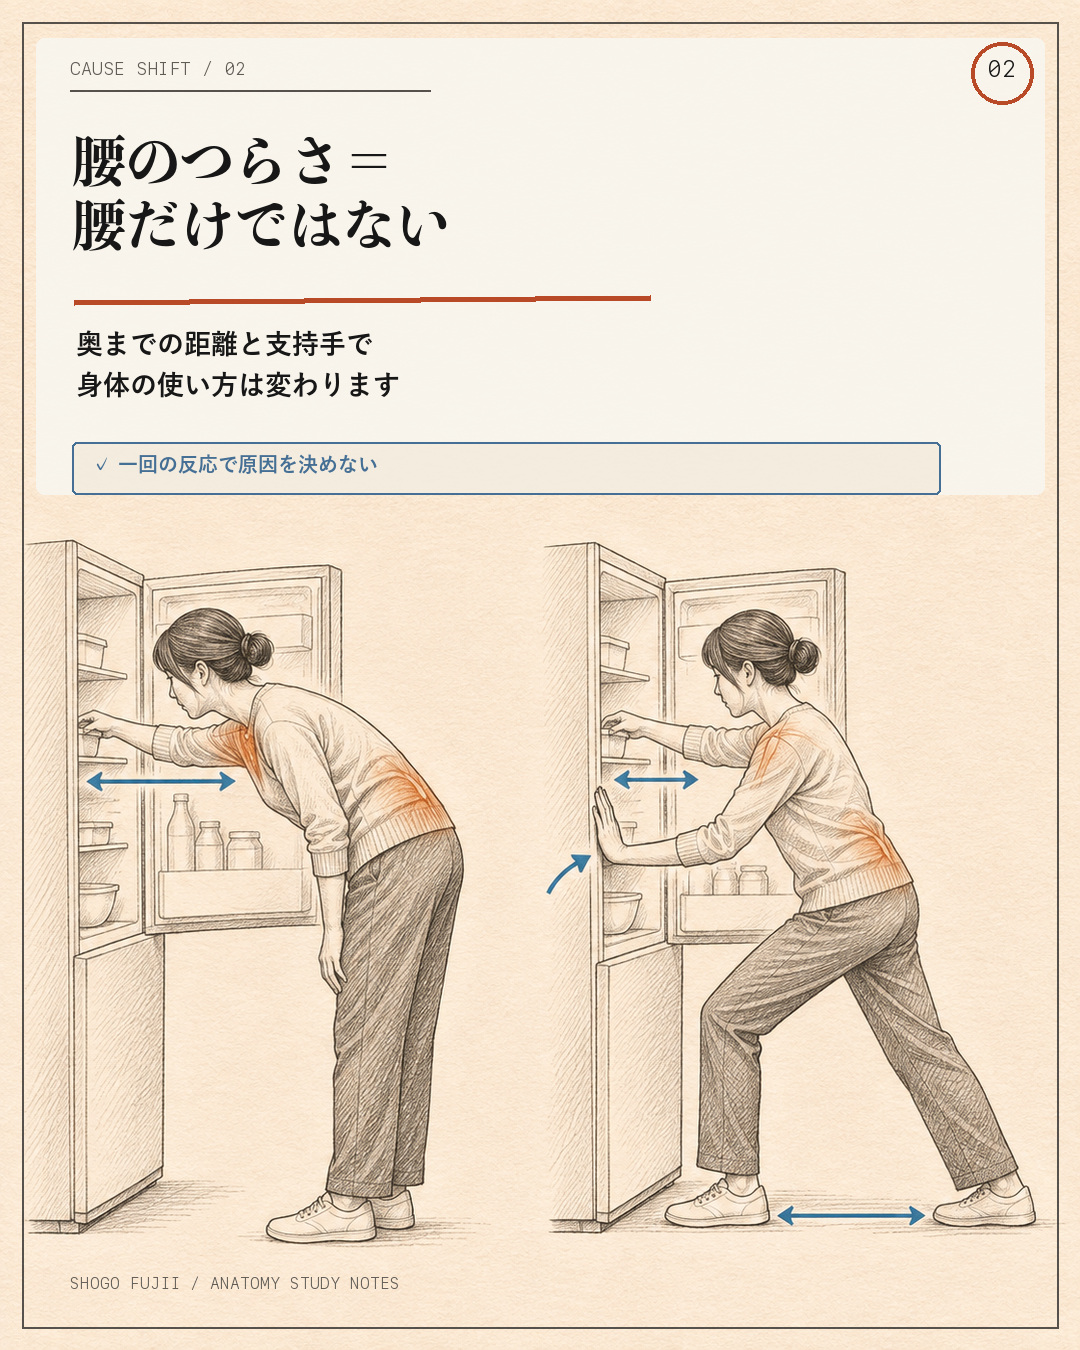 CAUSE SHIFT / 02
02
腰のつらさ＝
腰だけではない
奥までの距離と支持手で
身体の使い方は変わります
✓ 一回の反応で原因を決めない
SHOGO FUJII / ANATOMY STUDY NOTES